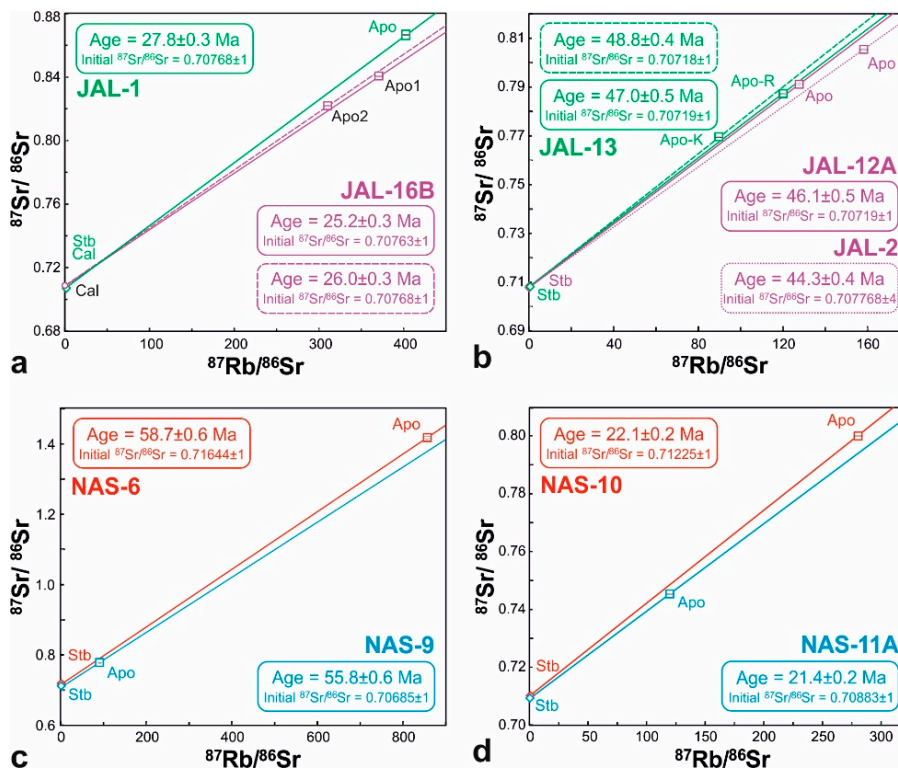 0.88
0.84
0.80
0.76
0.72
0.68
⁸⁷Sr/ ⁸⁶Sr
Age = 27.8±0.3 Ma
Initial ⁸⁷Sr/⁸⁶Sr = 0.70768±1
JAL-1
Apo
Apo1
Apo2
JAL-16B
Age = 25.2±0.3 Ma
Initial ⁸⁷Sr/⁸⁶Sr = 0.70763±1
Age = 26.0±0.3 Ma
Initial ⁸⁷Sr/⁸⁶Sr = 0.70768±1
Stb
Cal
Cal
0 100 200 300 400
⁸⁷Rb/⁸⁶Sr
a
0.81
0.79
0.77
0.75
0.73
0.71
0.69
⁸⁷Sr/ ⁸⁶Sr
Age = 48.8±0.4 Ma
Initial ⁸⁷Sr/⁸⁶Sr = 0.70718±1
Age = 47.0±0.5 Ma
Initial ⁸⁷Sr/⁸⁶Sr = 0.70719±1
JAL-13
Apo-R
Apo-K
Apo
Apo
JAL-12A
Age = 46.1±0.5 Ma
Initial ⁸⁷Sr/⁸⁶Sr = 0.70719±1
JAL-2
Age = 44.3±0.4 Ma
Initial ⁸⁷Sr/⁸⁶Sr = 0.707768±4
Stb
Stb
0 40 80 120 160
⁸⁷Rb/⁸⁶Sr
b
1.4
1.2
1.0
0.8
0.6
⁸⁷Sr/ ⁸⁶Sr
Age = 58.7±0.6 Ma
Initial ⁸⁷Sr/⁸⁶Sr = 0.71644±1
NAS-6
Apo
NAS-9
Age = 55.8±0.6 Ma
Initial ⁸⁷Sr/⁸⁶Sr = 0.70685±1
Stb
Apo
Stb
0 200 400 600 800
⁸⁷Rb/⁸⁶Sr
c
0.80
0.78
0.76
0.74
0.72
0.70
⁸⁷Sr/ ⁸⁶Sr
Age = 22.1±0.2 Ma
Initial ⁸⁷Sr/⁸⁶Sr = 0.71225±1
NAS-10
Apo
Apo
NAS-11A
Age = 21.4±0.2 Ma
Initial ⁸⁷Sr/⁸⁶Sr = 0.70883±1
Stb
Stb
0 50 100 150 200 250 300
⁸⁷Rb/⁸⁶Sr
d